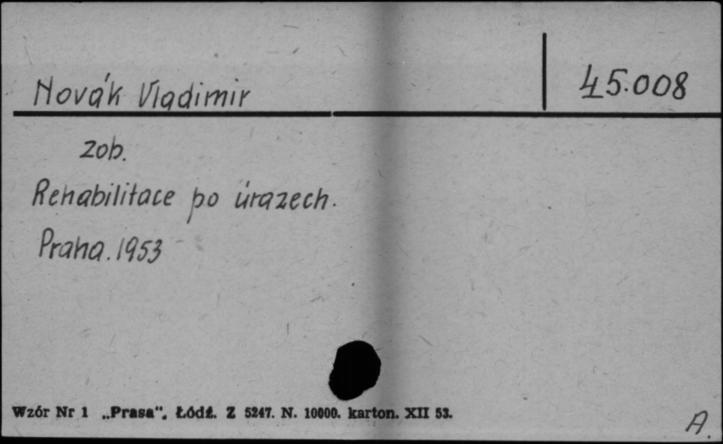 Novák Vladimir
45.008
zob.
Rehabilitace po úrazech.
Praha. 1953
Wzór Nr 1 „Prasa", Łódź. Z 5247. N. 10000. karton. XII 53.
A.